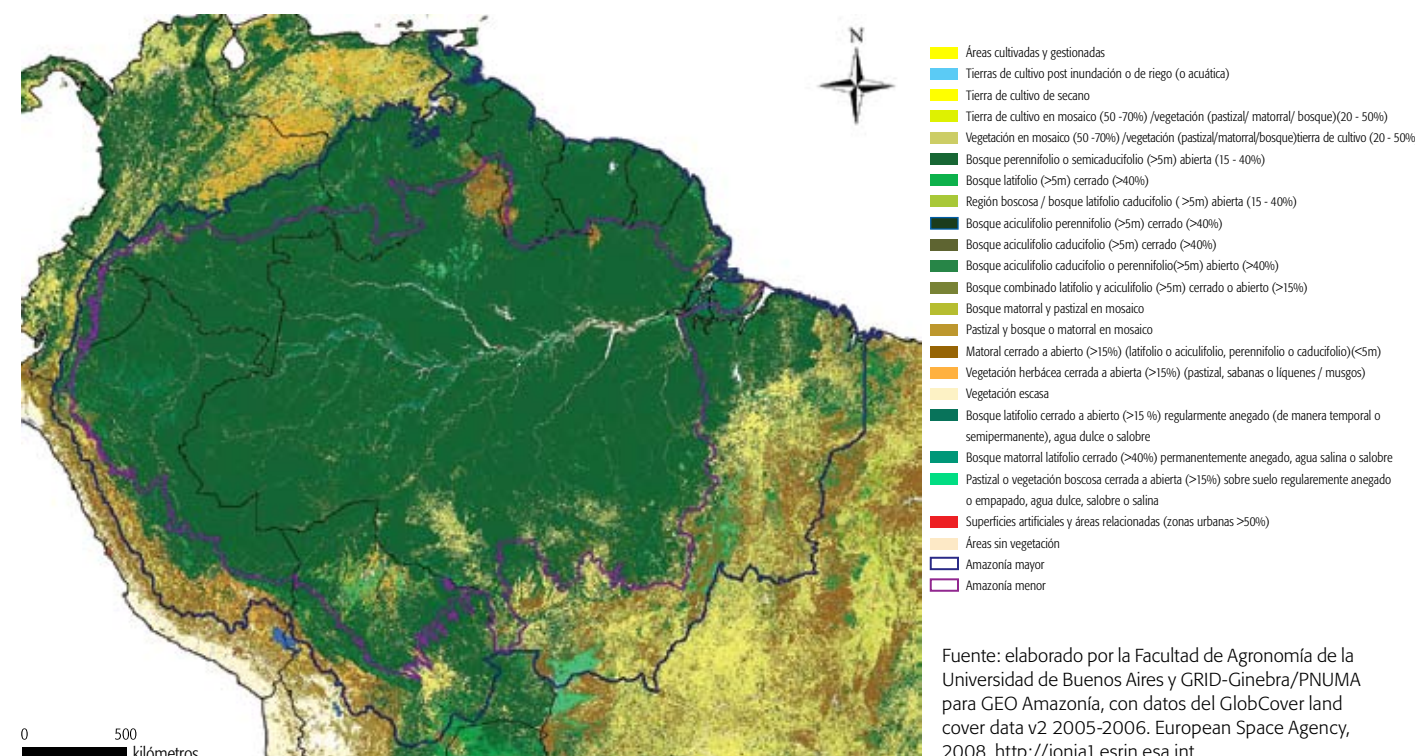 N
0 500
kilómetros
Áreas cultivadas y gestionadas
Tierras de cultivo post inundación o de riego (o acuática)
Tierra de cultivo de secano
Tierra de cultivo en mosaico (50 -70%) /vegetación (pastizal/ matorral/ bosque)(20 - 50%)
Vegetación en mosaico (50 -70%) /vegetación (pastizal/matorral/bosque)tierra de cultivo (20 - 50%
Bosque perennifolio o semicaducifolio (>5m) abierta (15 - 40%)
Bosque latifolio (>5m) cerrado (>40%)
Región boscosa / bosque latifolio caducifolio ( >5m) abierta (15 - 40%)
Bosque aciculifolio perennifolio (>5m) cerrado (>40%)
Bosque aciculifolio caducifolio (>5m) cerrado (>40%)
Bosque aciculifolio caducifolio o perennifolio(>5m) abierto (>40%)
Bosque combinado latifolio y aciculifolio (>5m) cerrado o abierto (>15%)
Bosque matorral y pastizal en mosaico
Pastizal y bosque o matorral en mosaico
Matoral cerrado a abierto (>15%) (latifolio o aciculifolio, perennifolio o caducifolio)(<5m)
Vegetación herbácea cerrada a abierta (>15%) (pastizal, sabanas o líquenes / musgos)
Vegetación escasa
Bosque latifolio cerrado a abierto (>15 %) regularmente anegado (de manera temporal o
semipermanente), agua dulce o salobre
Bosque matorral latifolio cerrado (>40%) permanentemente anegado, agua salina o salobre
Pastizal o vegetación boscosa cerrada a abierta (>15%) sobre suelo regularemente anegado
o empapado, agua dulce, salobre o salina
Superficies artificiales y áreas relacionadas (zonas urbanas >50%)
Áreas sin vegetación
Amazonía mayor
Amazonía menor
Fuente: elaborado por la Facultad de Agronomía de la
Universidad de Buenos Aires y GRID-Ginebra/PNUMA
para GEO Amazonía, con datos del GlobCover land
cover data v2 2005-2006. European Space Agency,
2008. http://ionia1.esrin.esa.int